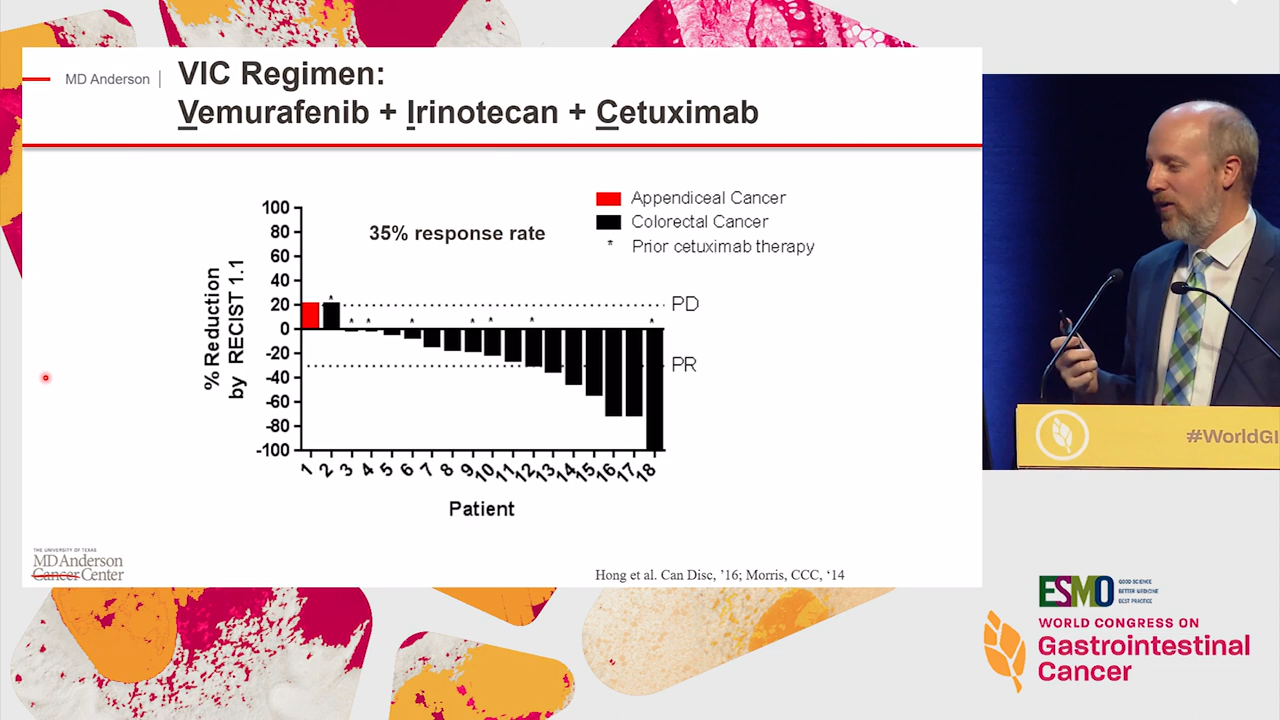 MD Anderson
VIC Regimen:
Vemurafenib + Irinotecan + Cetuximab
Appendiceal Cancer
Colorectal Cancer
* Prior cetuximab therapy
35% response rate
% Reduction
by RECIST 1.1
100
80
60
40
20
0
-20
-40
-60
-80
-100
* * * * * * * *
PD
PR
1 2 3 4 5 6 7 8 9 10 11 12 13 14 15 16 17 18
Patient
THE UNIVERSITY OF TEXAS
MD Anderson
Cancer Center
Hong et al. Can Disc, '16; Morris, CCC, '14
#WorldGI
ESMO
GOOD SCIENCE
BETTER MEDICINE
BEST PRACTICE
WORLD CONGRESS ON
Gastrointestinal
Cancer